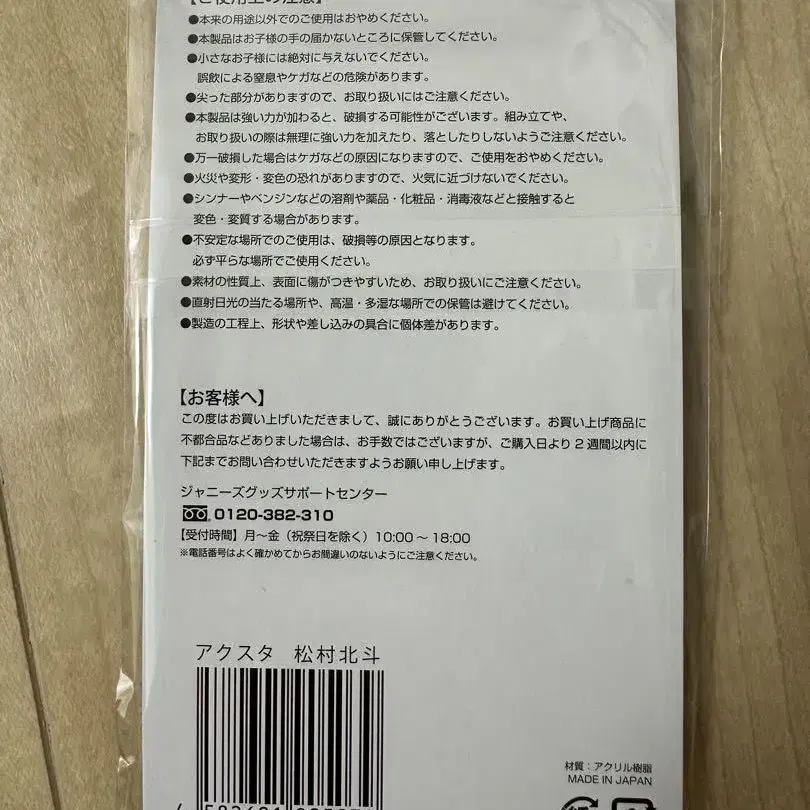 【ご使用上の注意】
●本来の用途以外でのご使用はおやめください。
●本製品はお子様の手の届かないところに保管してください。
●小さなお子様には絶対に与えないでください。
誤飲による窒息やケガなどの危険があります。
●尖った部分がありますので、お取り扱いにはご注意ください。
●本製品は強い力が加わると、破損する可能性がございます。組み立てや、
お取り扱いの際は無理に強い力を加えたり、落としたりしないようご注意ください。
●万一破損した場合はケガなどの原因になりますので、ご使用をおやめください。
●火災や変形・変色の恐れがありますので、火気に近づけないでください。
●シンナーやベンジンなどの溶剤や薬品・化粧品・消毒液などと接触すると
変色・変質する場合があります。
●不安定な場所でのご使用は、破損等の原因となります。
必ず平らな場所でご使用ください。
●素材の性質上、表面に傷がつきやすいため、お取り扱いにご注意ください。
●直射日光の当たる場所や、高温・多湿な場所での保管は避けてください。
●製造の工程上、形状や差し込みの具合に個体差があります。
【お客様へ】
この度はお買い上げいただきまして、誠にありがとうございます。お買い上げ商品に
不都合品などありました場合は、お手数ではございますが、ご購入日より2週間以内に
下記までお問い合わせいただきますようお願い申し上げます。
ジャニーズグッズサポートセンター
0120-382-310
【受付時間】月〜金（祝祭日を除く）10:00〜18:00
※電話番号はよく確かめてからお間違いのないようにご注意ください。
アクスタ 松村北斗
材質：アクリル樹脂
MADE IN JAPAN